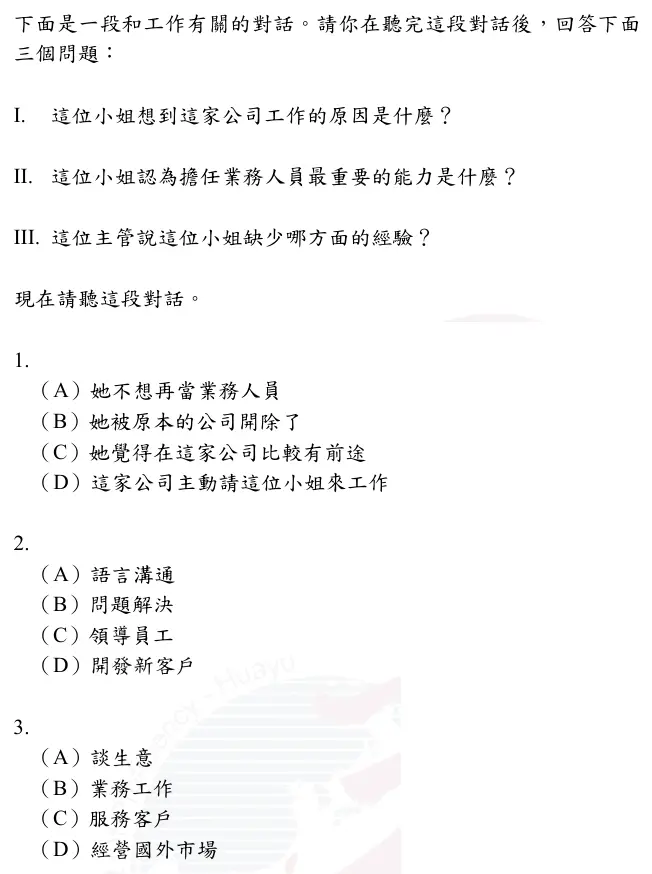 下面是一段和工作有關的對話。請你在聽完這段對話後，回答下面
三個問題：
I. 這位小姐想到這家公司工作的原因是什麼？
II. 這位小姐認為擔任業務人員最重要的能力是什麼？
III. 這位主管說這位小姐缺少哪方面的經驗？
現在請聽這段對話。
1.
（A）她不想再當業務人員
（B）她被原本的公司開除了
（C）她覺得在這家公司比較有前途
（D）這家公司主動請這位小姐來工作
2.
（A）語言溝通
（B）問題解決
（C）領導員工
（D）開發新客戶
3.
（A）談生意
（B）業務工作
（C）服務客戶
（D）經營國外市場